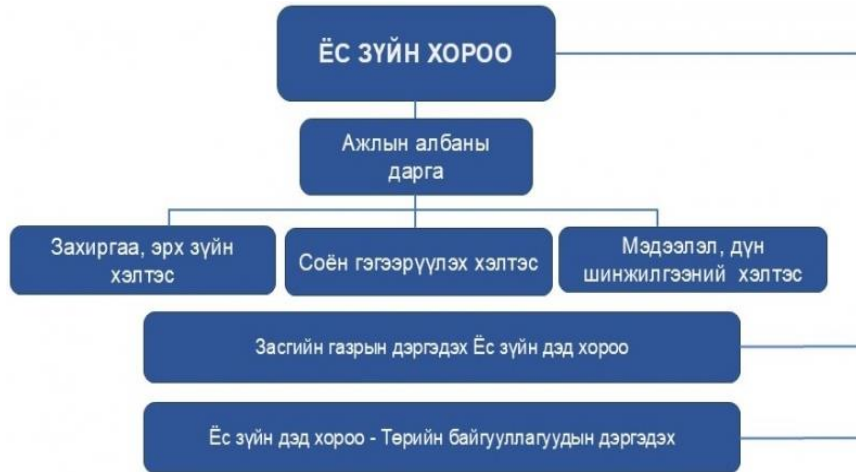 ЁС ЗҮЙН ХОРОО
Ажлын албаны
дарга
Захиргаа, эрх зүйн
хэлтэс
Соён гэгээрүүлэх хэлтэс
Мэдээлэл, дүн
шинжилгээний хэлтэс
Засгийн газрын дэргэдэх Ёс зүйн дэд хороо
Ёс зүйн дэд хороо - Төрийн байгууллагуудын дэргэдэх